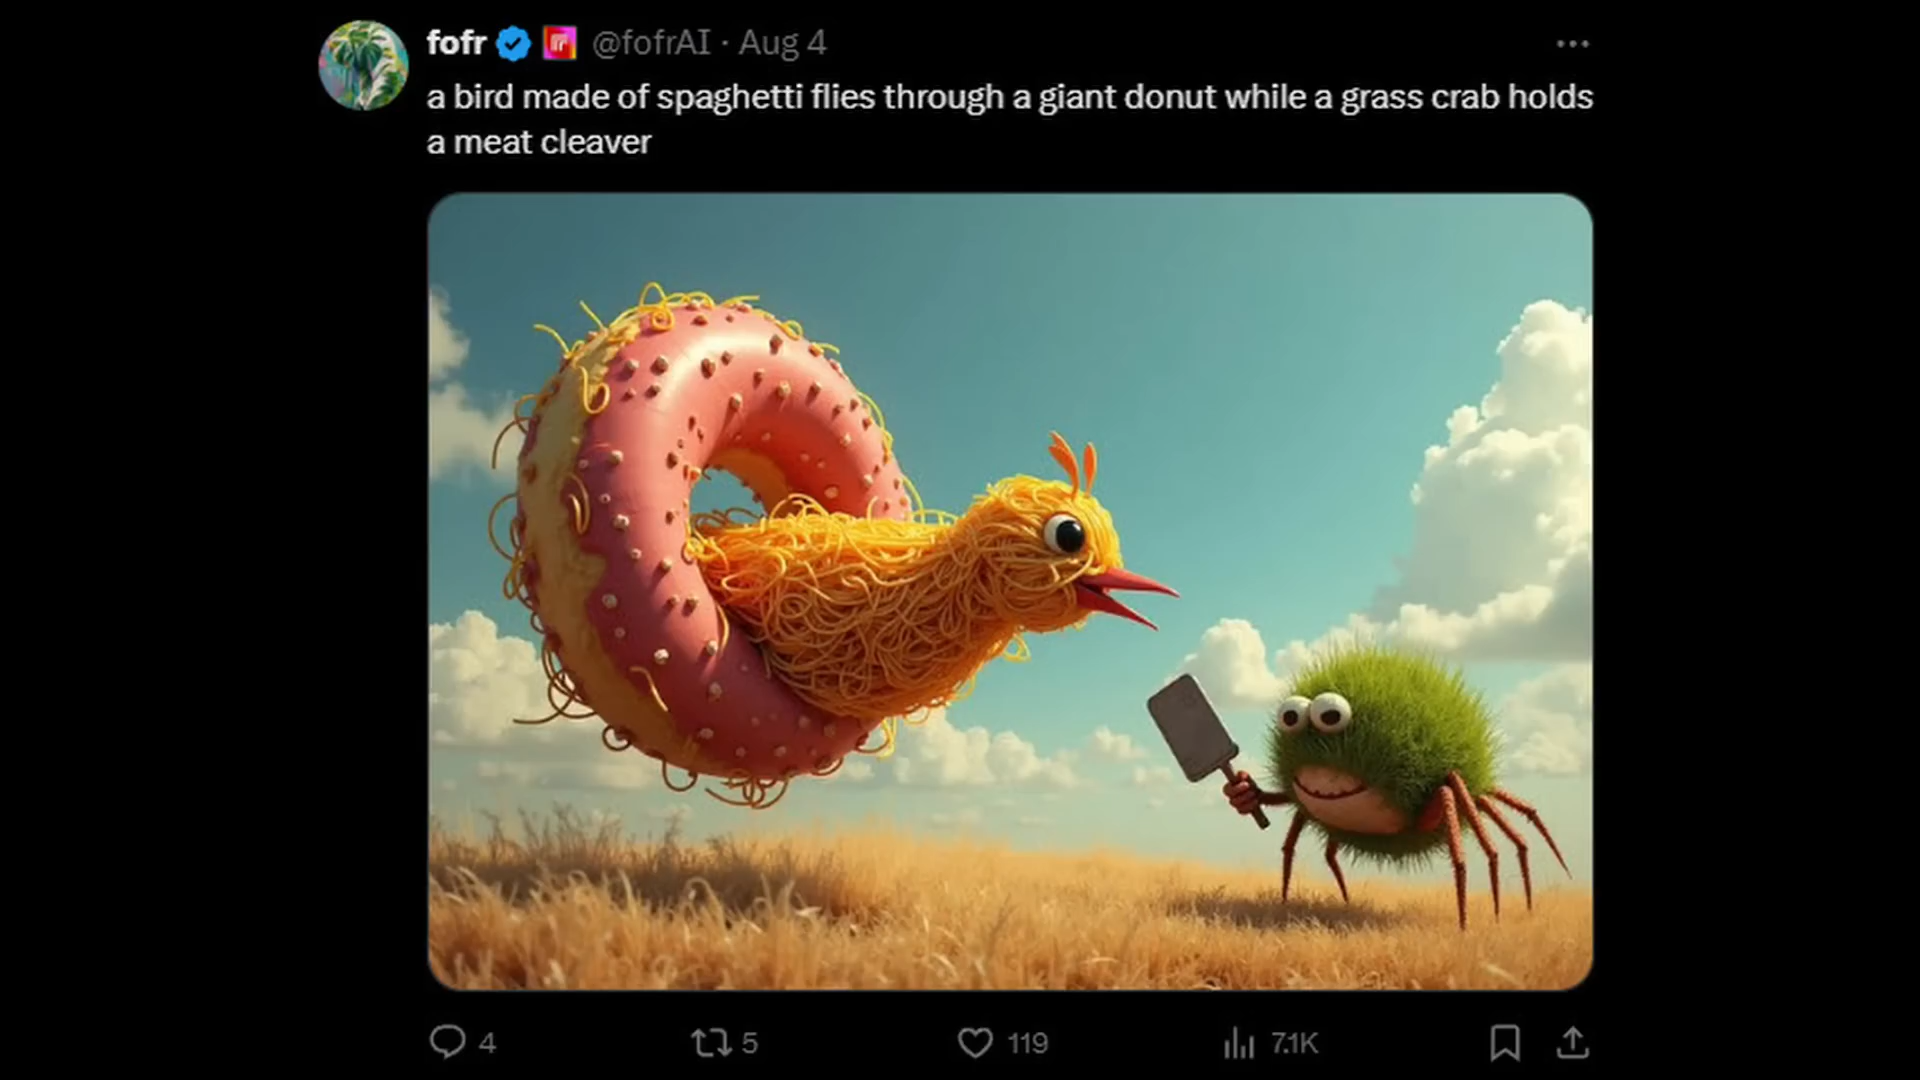 fofr @fofrAI · Aug 4
a bird made of spaghetti flies through a giant donut while a grass crab holds
a meat cleaver
4 5 119 7.1K